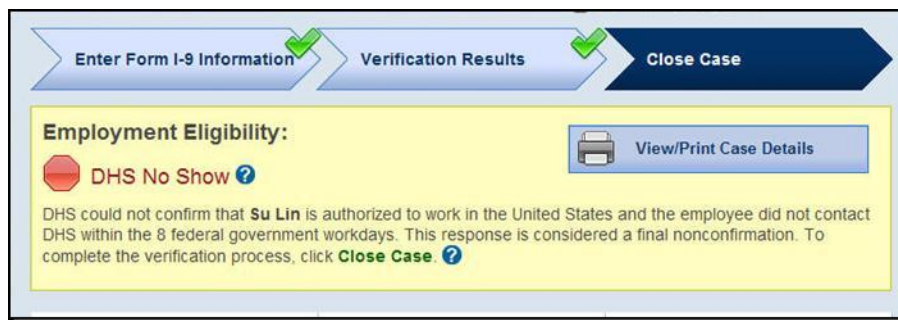 Enter Form I-9 Information
Verification Results
Close Case
Employment Eligibility:
View/Print Case Details
DHS No Show ?
DHS could not confirm that Su Lin is authorized to work in the United States and the employee did not contact
DHS within the 8 federal government workdays. This response is considered a final nonconfirmation. To
complete the verification process, click Close Case. ?